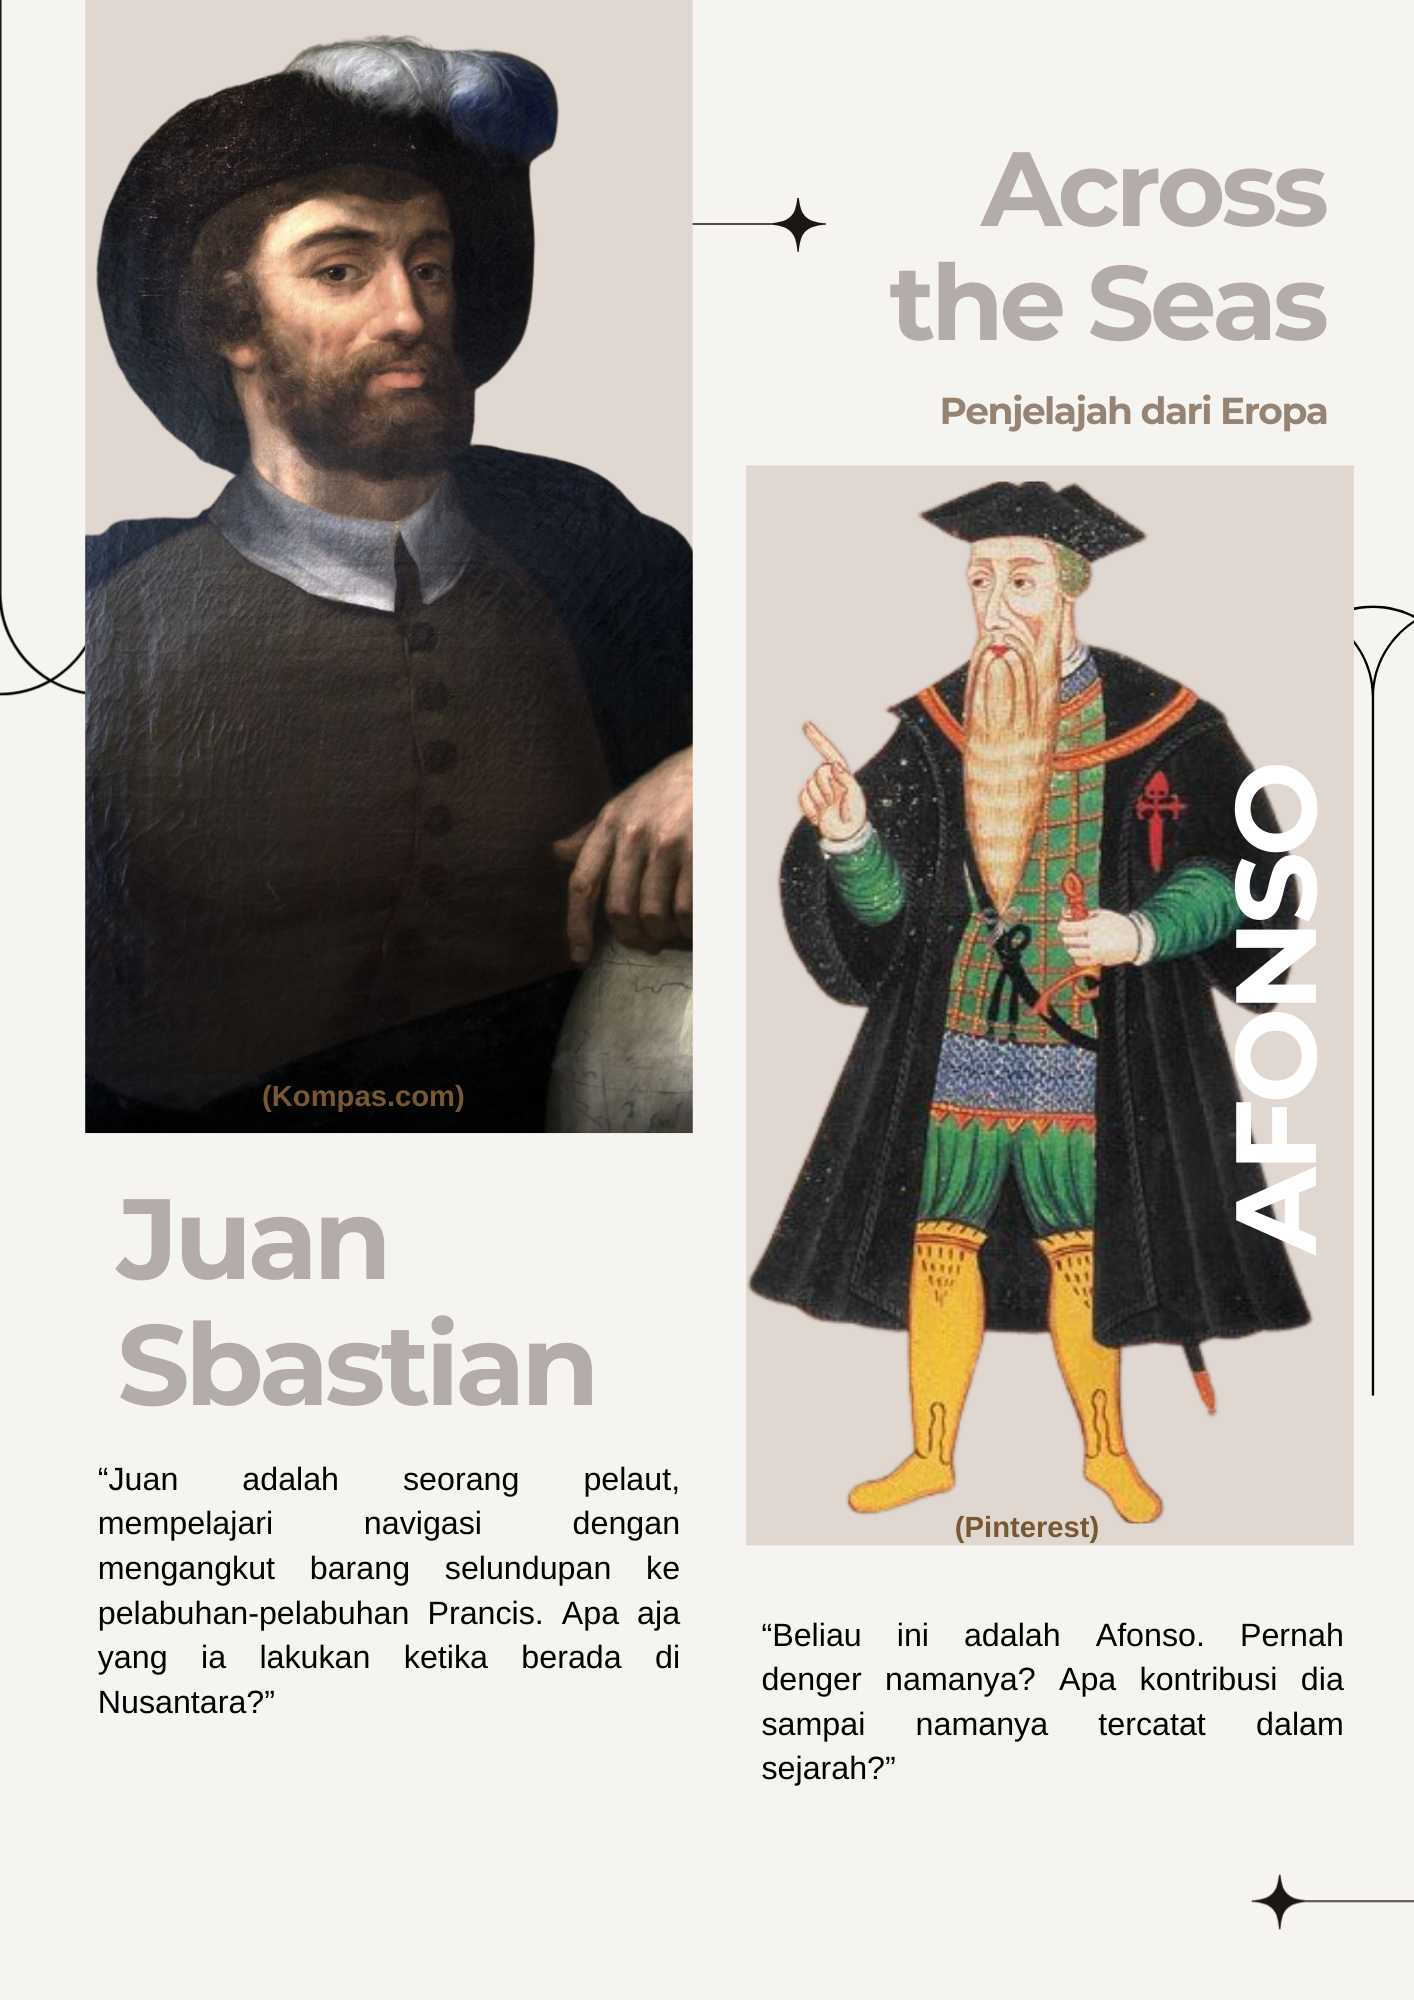 Across
the Seas
Penjelajah dari Eropa
(Kompas.com)
Juan
Sbastian
“Juan adalah seorang pelaut,
mempelajari navigasi dengan
mengangkut barang selundupan ke
pelabuhan-pelabuhan Prancis. Apa aja
yang ia lakukan ketika berada di
Nusantara?”
AFONSO
(Pinterest)
“Beliau ini adalah Afonso. Pernah
denger namanya? Apa kontribusi dia
sampai namanya tercatat dalam
sejarah?”